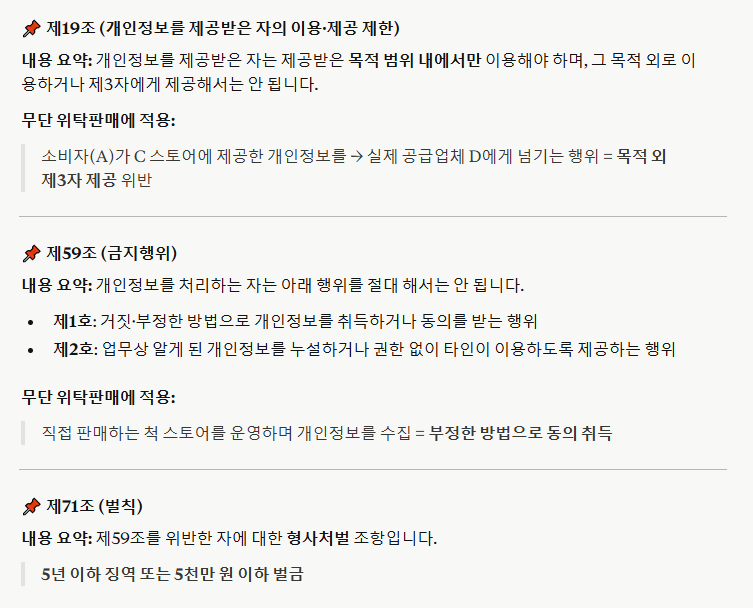 📌 제19조 (개인정보를 제공받은 자의 이용·제공 제한)
내용 요약: 개인정보를 제공받은 자는 제공받은 목적 범위 내에서만 이용해야 하며, 그 목적 외로 이
용하거나 제3자에게 제공해서는 안 됩니다.
무단 위탁판매에 적용:
소비자(A)가 C 스토어에 제공한 개인정보를 → 실제 공급업체 D에게 넘기는 행위 = 목적 외
제3자 제공 위반
📌 제59조 (금지행위)
내용 요약: 개인정보를 처리하는 자는 아래 행위를 절대 해서는 안 됩니다.
• 제1호: 거짓·부정한 방법으로 개인정보를 취득하거나 동의를 받는 행위
• 제2호: 업무상 알게 된 개인정보를 누설하거나 권한 없이 타인이 이용하도록 제공하는 행위
무단 위탁판매에 적용:
직접 판매하는 척 스토어를 운영하며 개인정보를 수집 = 부정한 방법으로 동의 취득
📌 제71조 (벌칙)
내용 요약: 제59조를 위반한 자에 대한 형사처벌 조항입니다.
5년 이하 징역 또는 5천만 원 이하 벌금